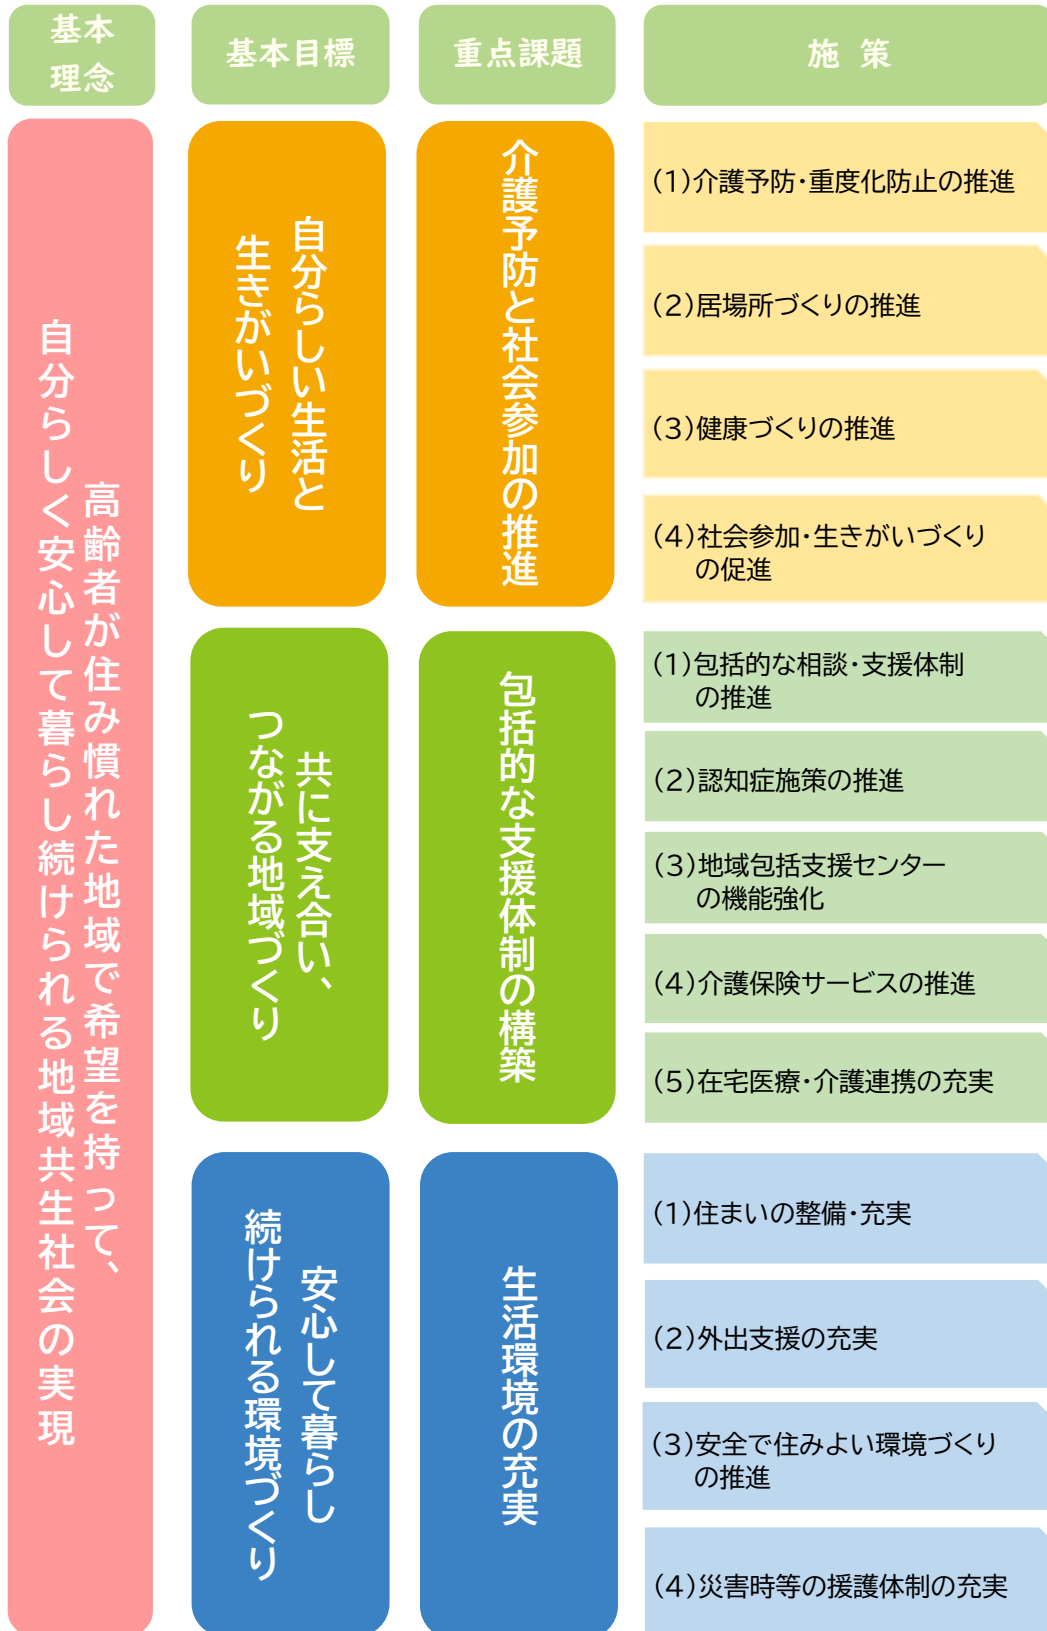 基本
理念
基本目標
重点課題
施 策
高齢者が住み慣れた地域で希望を持って、
自分らしく安心して暮らし続けられる地域共生社会の実現
自分らしい生活と
生きがいづくり
介護予防と社会参加の推進
(1)介護予防・重度化防止の推進
(2)居場所づくりの推進
(3)健康づくりの推進
(4)社会参加・生きがいづくり
の促進
共に支え合い、
つながる地域づくり
包括的な支援体制の構築
(1)包括的な相談・支援体制
の推進
(2)認知症施策の推進
(3)地域包括支援センター
の機能強化
(4)介護保険サービスの推進
(5)在宅医療・介護連携の充実
安心して暮らし
続けられる環境づくり
生活環境の充実
(1)住まいの整備・充実
(2)外出支援の充実
(3)安全で住みよい環境づくり
の推進
(4)災害時等の援護体制の充実